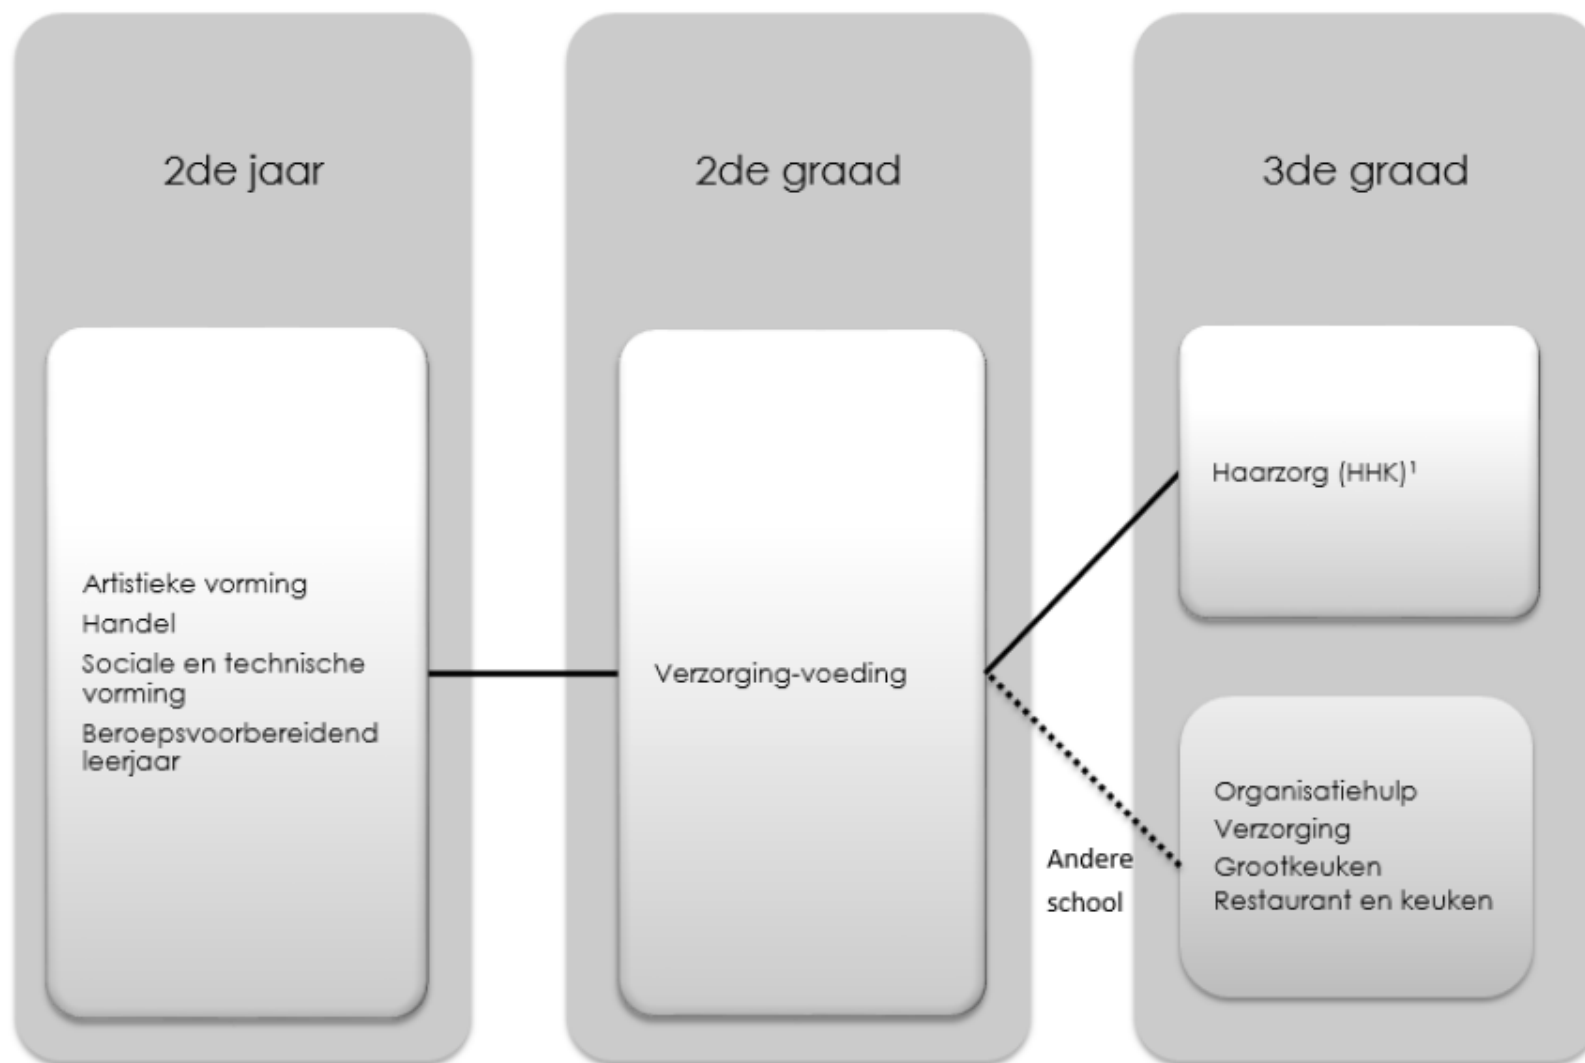 2de jaar
2de graad
3de graad
Artistieke vorming
Handel
Sociale en technische
vorming
Beroepsvoorbereidend
leerjaar
Verzorging-voeding
Haarzorg (HHK)¹
Andere
school
Organisatiehulp
Verzorging
Grootkeuken
Restaurant en keuken